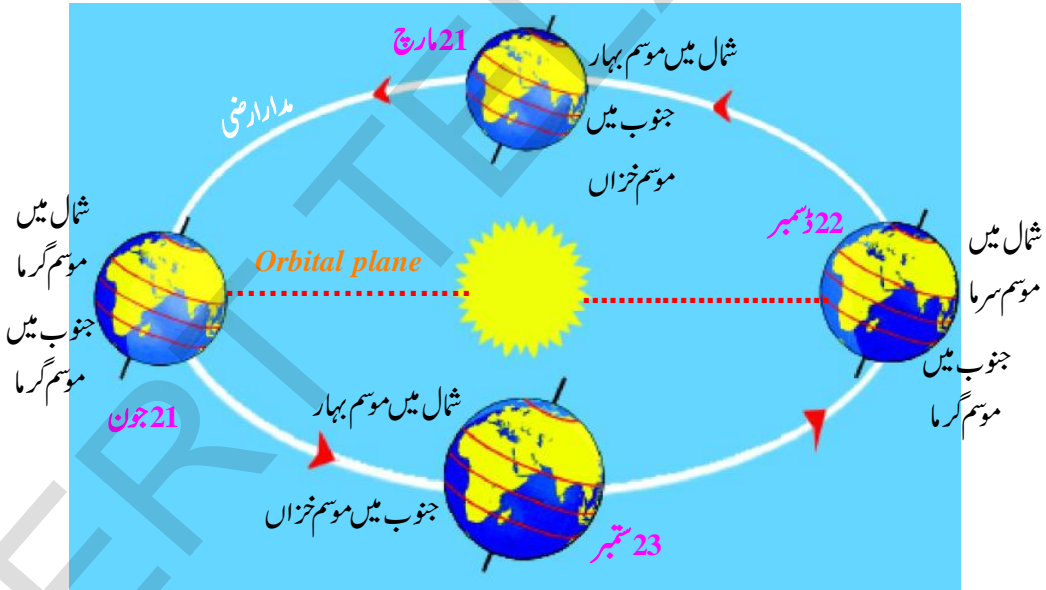 21 مارچ
شمال میں موسم بہار
جنوب میں
موسم خزاں
مدار ارضی
شمال میں
موسم گرما
جنوب میں
موسم گرما
21 جون
Orbital plane
22 ڈسمبر
شمال میں
موسم سرما
جنوب میں
موسم گرما
شمال میں موسم بہار
جنوب میں موسم خزاں
23 ستمبر